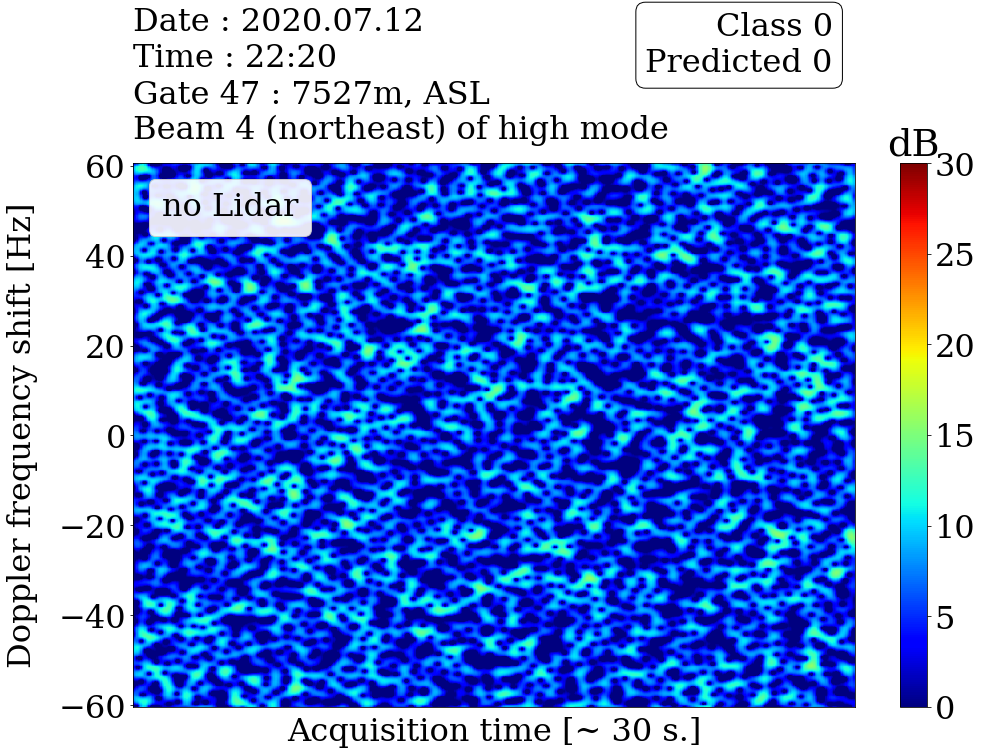 Date : 2020.07.12
Time : 22:20
Gate 47 : 7527m, ASL
Beam 4 (northeast) of high mode
Class 0
Predicted 0
dB
no Lidar
Doppler frequency shift [Hz]
60
40
20
0
−20
−40
−60
30
25
20
15
10
5
0
Acquisition time [~ 30 s.]